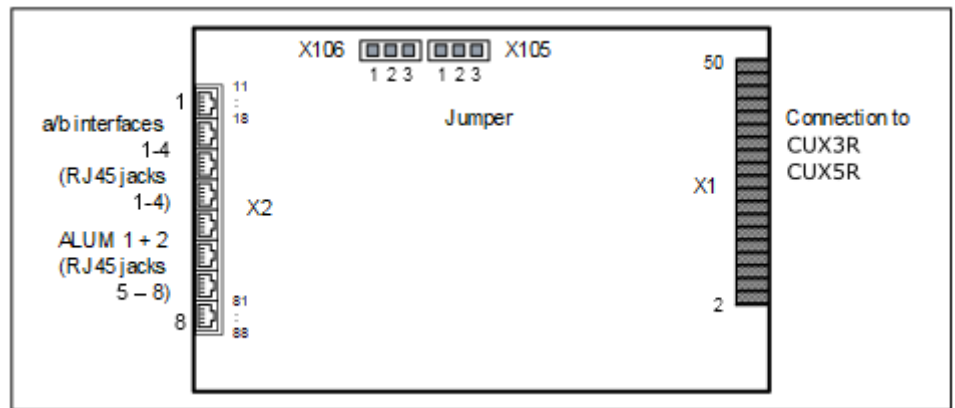 X106
X105
1 2 3
1 2 3
Jumper
1
a/b interfaces
1-4
(RJ45 jacks
1-4)
ALUM 1 + 2
(RJ45 jacks
5 – 8)
8
11
:
18
X2
81
:
88
50
X1
2
Connection to
CUX3R
CUX5R